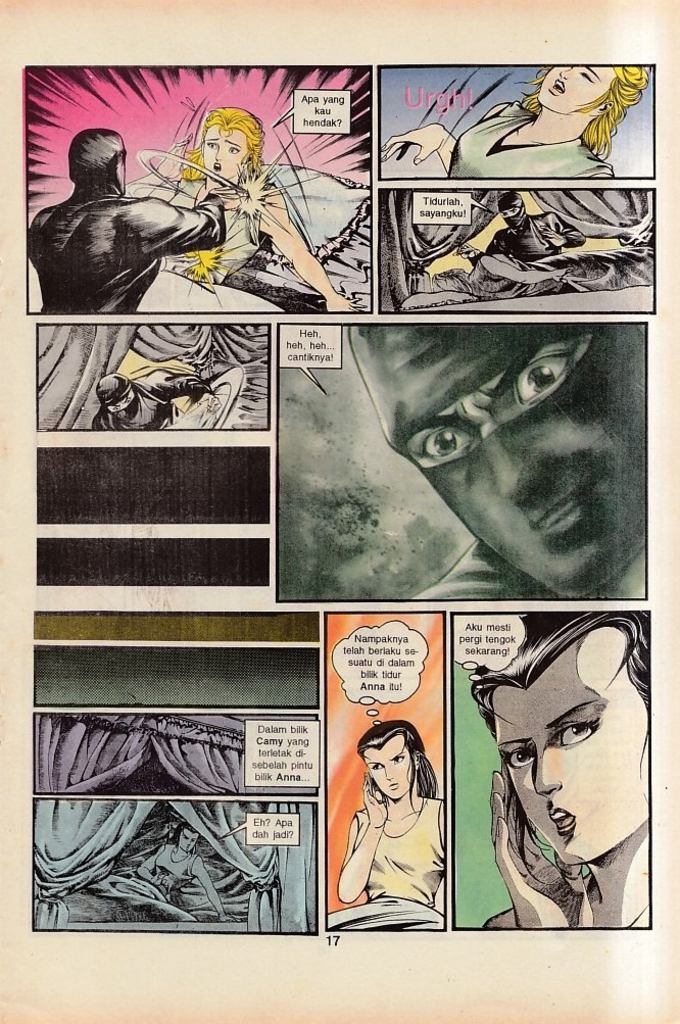 Apa yang
kau
hendak?
Urgh!
Tidurlah,
sayangku!
Heh,
heh, heh...
cantiknya!
Dalam bilik
Camy yang
terletak di-
sebelah pintu
bilik Anna...
Eh? Apa
dah jadi?
Nampaknya
telah berlaku se-
suatu di dalam
bilik tidur
Anna itu!
Aku mesti
pergi tengok
sekarang!
17